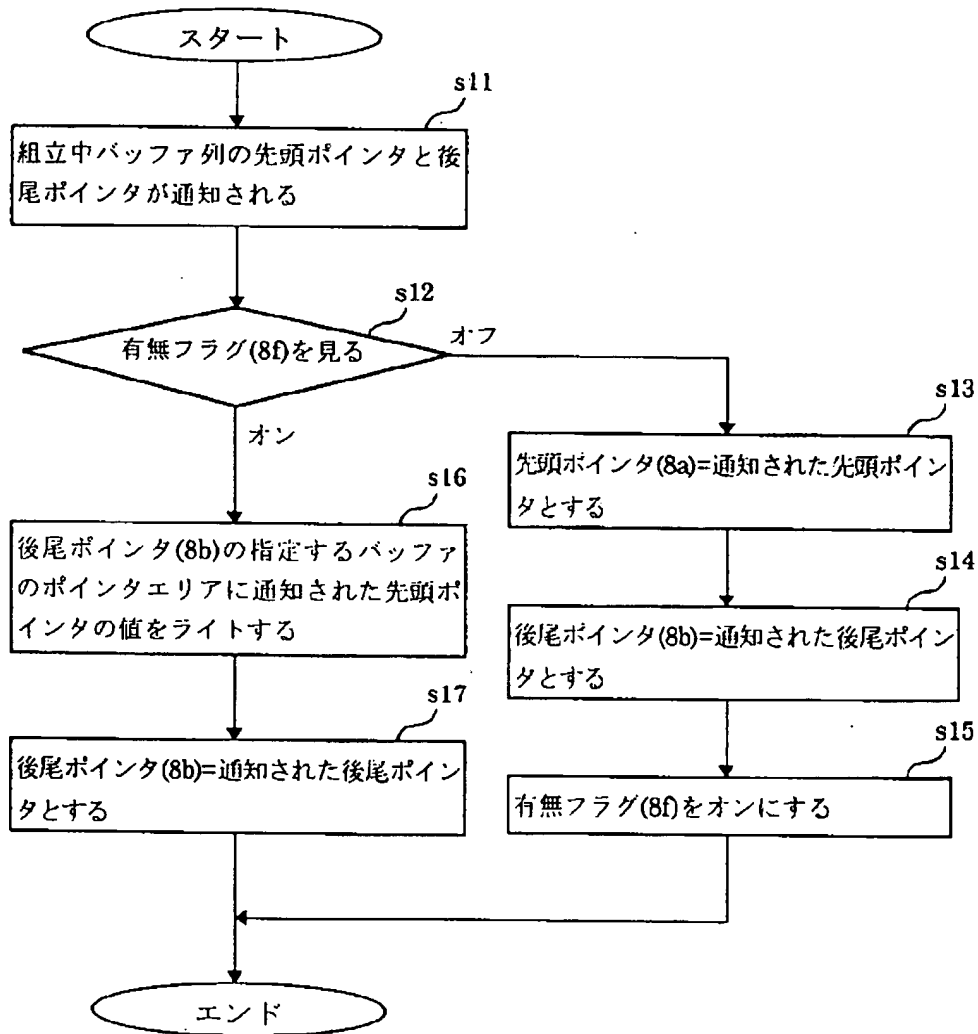 スタート
s11
組立中バッファ列の先頭ポインタと後
尾ポインタが通知される
s12
有無フラグ(8f)を見る
オフ
オン
s13
先頭ポインタ(8a)=通知された先頭ポイン
タとする
s14
後尾ポインタ(8b)=通知された後尾ポイン
タとする
s15
有無フラグ(8f)をオンにする
s16
後尾ポインタ(8b)の指定するバッファ
のポインタエリアに通知された先頭ポ
インタの値をライトする
s17
後尾ポインタ(8b)=通知された後尾ポイン
タとする
エンド